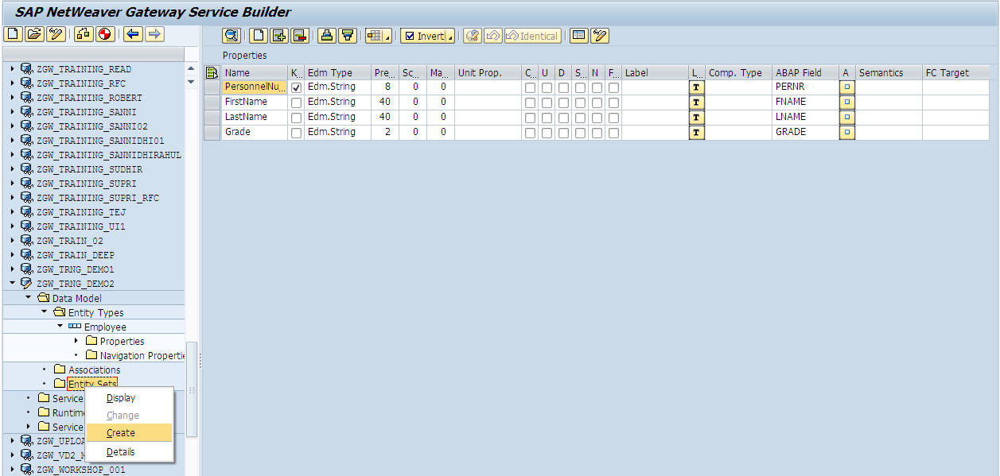 SAP NetWeaver Gateway Service Builder
Invert
Identical
ZGW_TRAINING_READ
ZGW_TRAINING_RFC
ZGW_TRAINING_ROBERT
ZGW_TRAINING_SANNI
ZGW_TRAINING_SANNI02
ZGW_TRAINING_SANNIDHI01
ZGW_TRAINING_SANNIDHIRAHUL
ZGW_TRAINING_SUDHIR
ZGW_TRAINING_SUPRI
ZGW_TRAINING_SUPRI_RFC
ZGW_TRAINING_TEJ
ZGW_TRAINING_UI1
ZGW_TRAIN_02
ZGW_TRAIN_DEEP
ZGW_TRNG_DEMO1
ZGW_TRNG_DEMO2
Data Model
Entity Types
Employee
Properties
Navigation Propertie
Associations
Entity Sets
Service
Runtime
Service
ZGW_UPLOA
ZGW_VD2_M
ZGW_WORKSHOP_001
Display
Change
Create
Details
Properties
Name K... Edm Type Pre... Sc... Ma... Unit Prop. C... U D S... N F... Label L... Comp. Type ABAP Field A Semantics FC Target
PersonnelNu... Edm.String 8 0 0 T PERNR
FirstName Edm.String 40 0 0 T FNAME
LastName Edm.String 40 0 0 T LNAME
Grade Edm.String 2 0 0 T GRADE